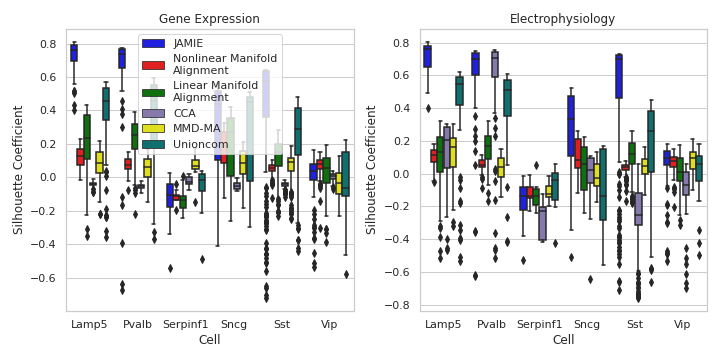 Gene Expression
Silhouette Coefficient
0.8
0.6
0.4
0.2
0.0
−0.2
−0.4
−0.6
JAMIE
Nonlinear Manifold
Alignment
Linear Manifold
Alignment
CCA
MMD-MA
Unioncom
Lamp5 Pvalb Serpinf1 Sncg Sst Vip
Cell
Electrophysiology
Silhouette Coefficient
0.8
0.6
0.4
0.2
0.0
−0.2
−0.4
−0.6
−0.8
Lamp5 Pvalb Serpinf1 Sncg Sst Vip
Cell